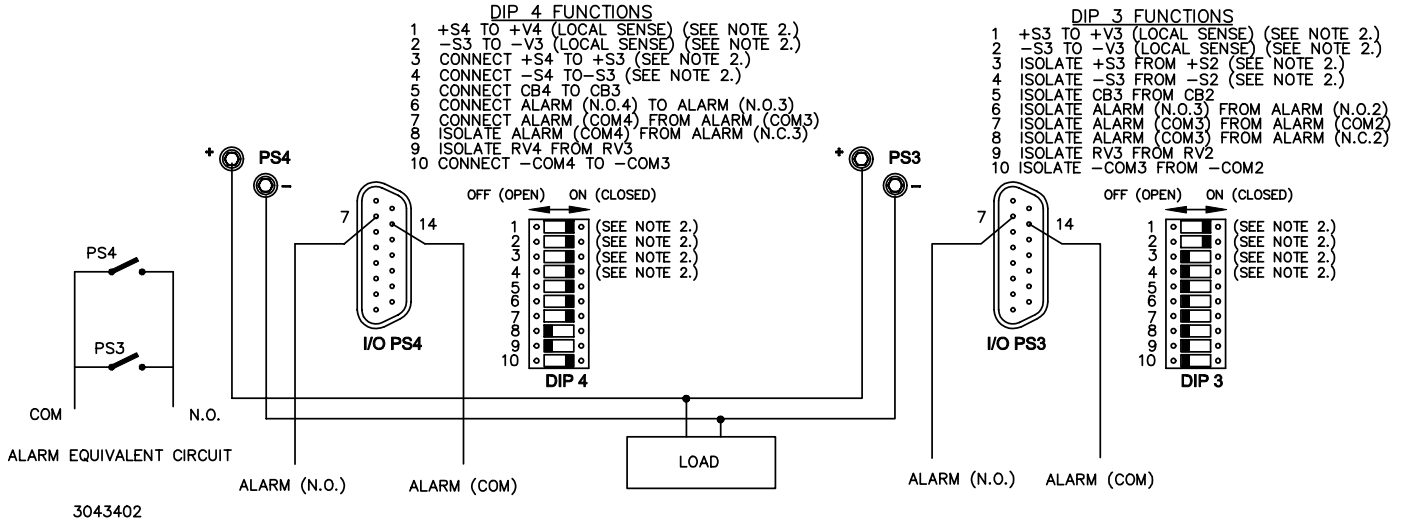 DIP 4 FUNCTIONS
1 +S4 TO +V4 (LOCAL SENSE) (SEE NOTE 2.)
2 −S3 TO −V3 (LOCAL SENSE) (SEE NOTE 2.)
3 CONNECT +S4 TO +S3 (SEE NOTE 2.)
4 CONNECT −S4 TO−S3 (SEE NOTE 2.)
5 CONNECT CB4 TO CB3
6 CONNECT ALARM (N.O.4) TO ALARM (N.O.3)
7 CONNECT ALARM (COM4) FROM ALARM (COM3)
8 ISOLATE ALARM (COM4) FROM ALARM (N.C.3)
9 ISOLATE RV4 FROM RV3
10 CONNECT −COM4 TO −COM3
DIP 3 FUNCTIONS
1 +S3 TO +V3 (LOCAL SENSE) (SEE NOTE 2.)
2 −S3 TO −V3 (LOCAL SENSE) (SEE NOTE 2.)
3 ISOLATE +S3 FROM +S2 (SEE NOTE 2.)
4 ISOLATE −S3 FROM −S2 (SEE NOTE 2.)
5 ISOLATE CB3 FROM CB2
6 ISOLATE ALARM (N.O.3) FROM ALARM (N.O.2)
7 ISOLATE ALARM (COM3) FROM ALARM (COM2)
8 ISOLATE ALARM (COM3) FROM ALARM (N.C.2)
9 ISOLATE RV3 FROM RV2
10 ISOLATE −COM3 FROM −COM2
+ PS4
−
7
14
I/O PS4
OFF (OPEN) ON (CLOSED)
1 (SEE NOTE 2.)
2 (SEE NOTE 2.)
3 (SEE NOTE 2.)
4 (SEE NOTE 2.)
5
6
7
8
9
10
DIP 4
+ PS3
−
7
14
I/O PS3
OFF (OPEN) ON (CLOSED)
1 (SEE NOTE 2.)
2 (SEE NOTE 2.)
3 (SEE NOTE 2.)
4 (SEE NOTE 2.)
5
6
7
8
9
10
DIP 3
PS4
PS3
COM N.O.
ALARM EQUIVALENT CIRCUIT
ALARM (N.O.) ALARM (COM)
LOAD
ALARM (N.O.) ALARM (COM)
3043402